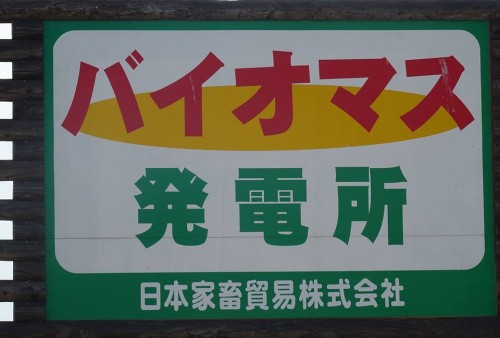 バイオマス
発電所
日本家畜貿易株式会社